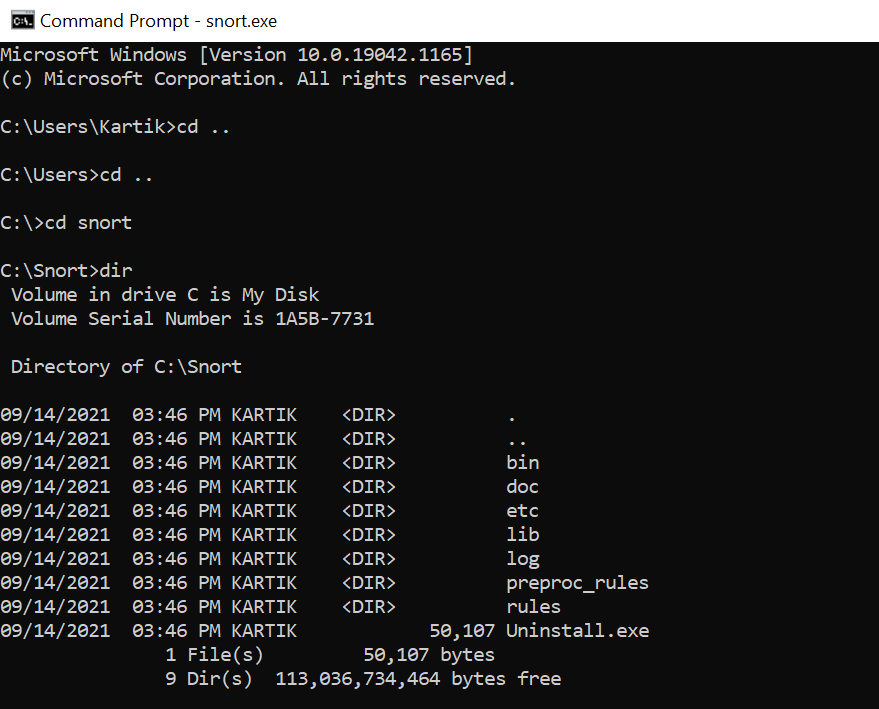 Command Prompt - snort.exe
Microsoft Windows [Version 10.0.19042.1165]
(c) Microsoft Corporation. All rights reserved.
C:\Users\Kartik>cd ..
C:\Users>cd ..
C:\>cd snort
C:\Snort>dir
 Volume in drive C is My Disk
 Volume Serial Number is 1A5B-7731
 Directory of C:\Snort
09/14/2021  03:46 PM KARTIK    <DIR>          .
09/14/2021  03:46 PM KARTIK    <DIR>          ..
09/14/2021  03:46 PM KARTIK    <DIR>          bin
09/14/2021  03:46 PM KARTIK    <DIR>          doc
09/14/2021  03:46 PM KARTIK    <DIR>          etc
09/14/2021  03:46 PM KARTIK    <DIR>          lib
09/14/2021  03:46 PM KARTIK    <DIR>          log
09/14/2021  03:46 PM KARTIK    <DIR>          preproc_rules
09/14/2021  03:46 PM KARTIK    <DIR>          rules
09/14/2021  03:46 PM KARTIK            50,107 Uninstall.exe
               1 File(s)         50,107 bytes
               9 Dir(s)  113,036,734,464 bytes free